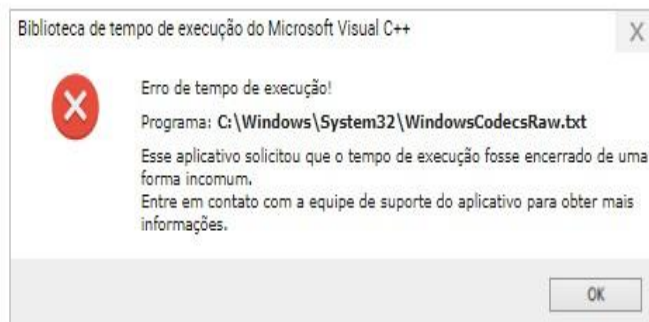 Biblioteca de tempo de execução do Microsoft Visual C++
X
Erro de tempo de execução!
Programa: C:\Windows\System32\WindowsCodecsRaw.txt
Esse aplicativo solicitou que o tempo de execução fosse encerrado de uma
forma incomum.
Entre em contato com a equipe de suporte do aplicativo para obter mais
informações.
OK